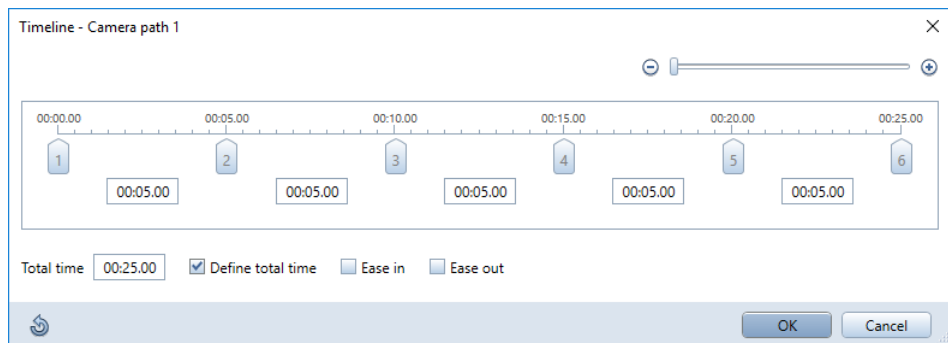 Timeline - Camera path 1
00:00.00 00:05.00 00:10.00 00:15.00 00:20.00 00:25.00
1 2 3 4 5 6
00:05.00 00:05.00 00:05.00 00:05.00 00:05.00
Total time 00:25.00 Define total time Ease in Ease out
OK Cancel